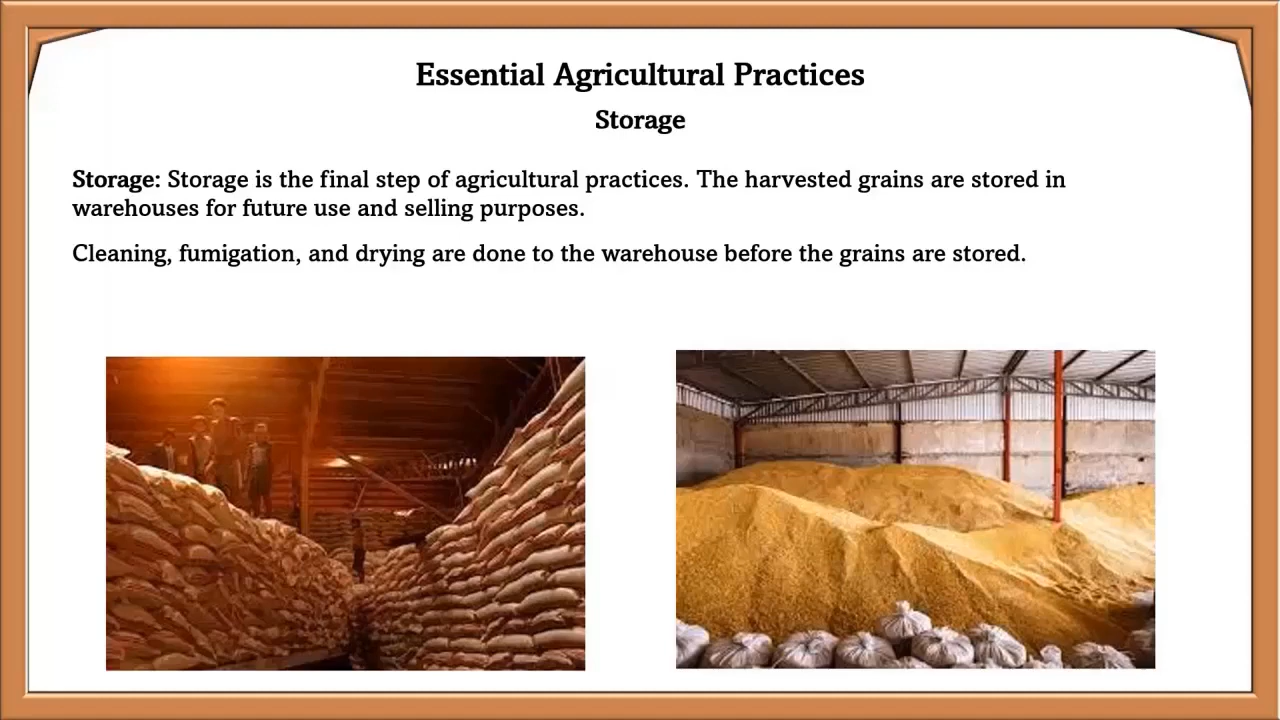 Essential Agricultural Practices
Storage
Storage: Storage is the final step of agricultural practices. The harvested grains are stored in
warehouses for future use and selling purposes.
Cleaning, fumigation, and drying are done to the warehouse before the grains are stored.